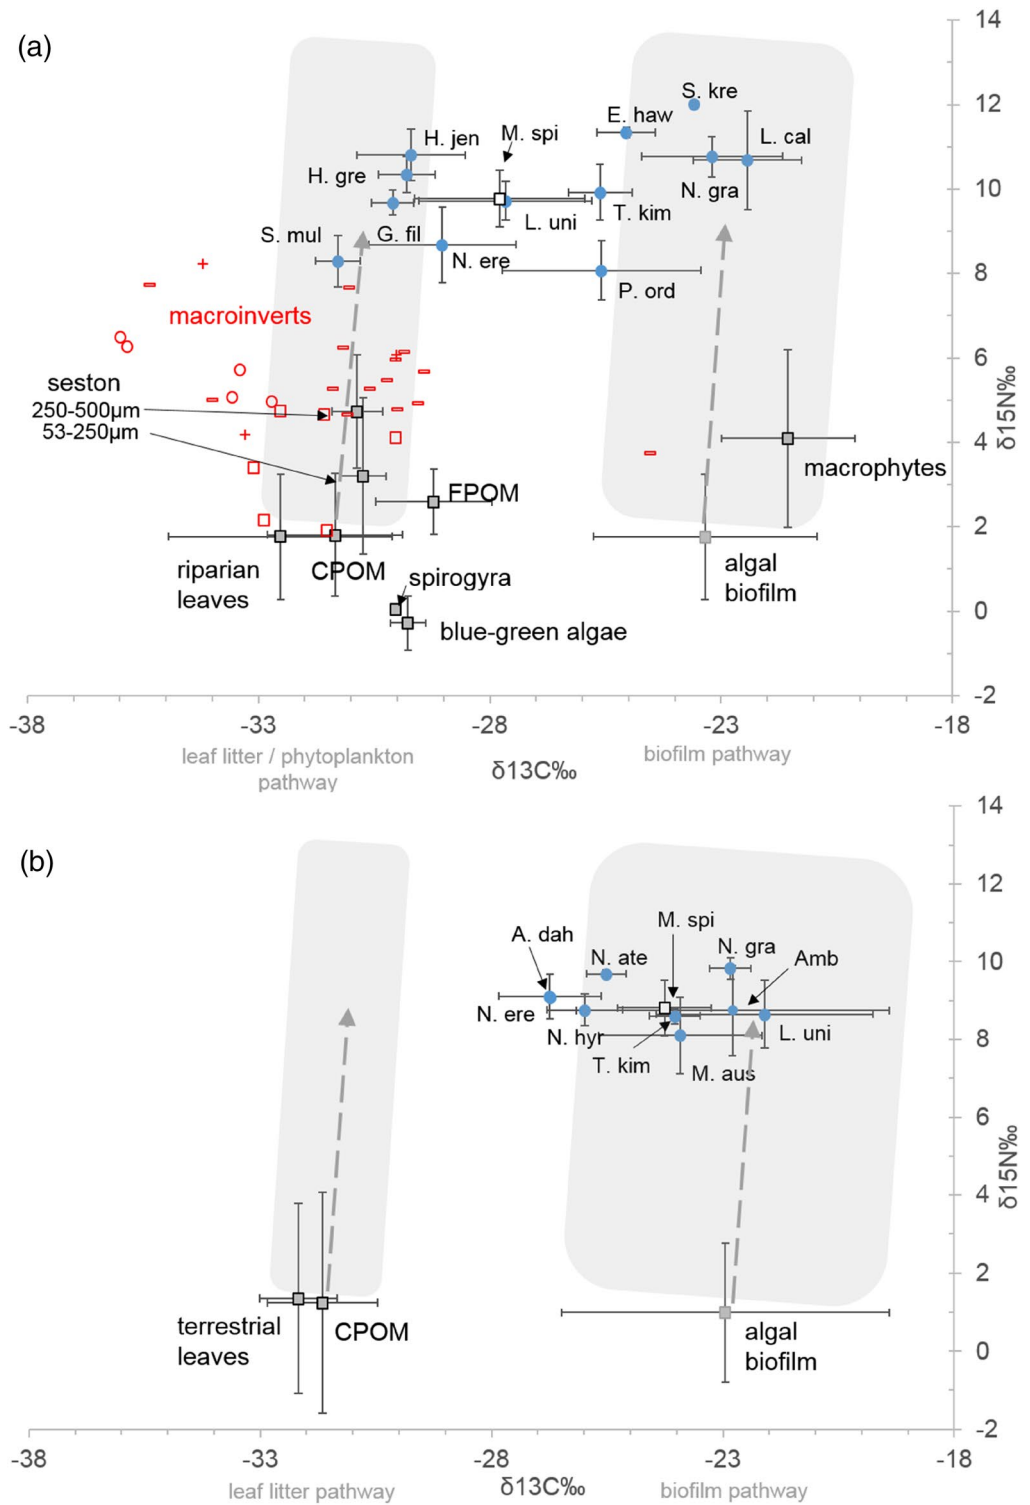 (a)
14
12
10
8
6
4
2
0
-2
δ15N‰
S. kre
E. haw
L. cal
H. jen
M. spi
H. gre
N. gra
T. kim
L. uni
S. mul
G. fil
N. ere
P. ord
macroinverts
seston
250-500µm
53-250µm
macrophytes
FPOM
riparian
leaves
CPOM
spirogyra
algal
biofilm
blue-green algae
-38
-33
-28
-23
-18
leaf litter / phytoplankton
pathway
δ13C‰
biofilm pathway
(b)
14
12
10
8
6
4
2
0
-2
δ15N‰
M. spi
A. dah
N. ate
N. gra
Amb
N. ere
N. hyr
T. kim
M. aus
L. uni
terrestrial
leaves
CPOM
algal
biofilm
-38
-33
-28
-23
-18
leaf litter pathway
δ13C‰
biofilm pathway